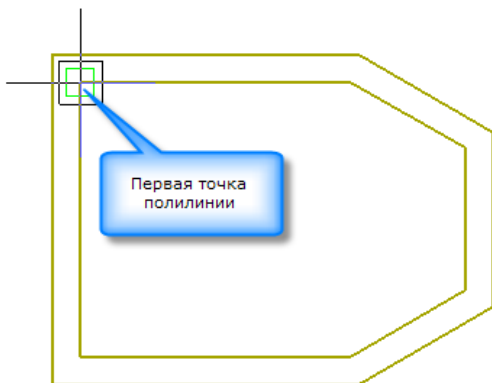 Первая точка
полилинии